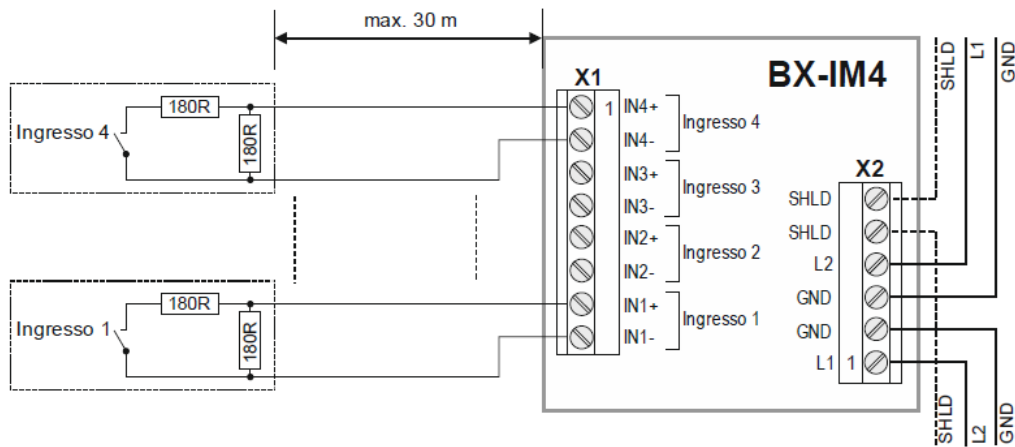 max. 30 m
BX-IM4
SHLD
L1
GND
X1
Ingresso 4
180R
180R
1
IN4+
IN4-
Ingresso 4
IN3+
IN3-
Ingresso 3
IN2+
IN2-
Ingresso 2
Ingresso 1
180R
180R
IN1+
IN1-
Ingresso 1
X2
SHLD
SHLD
L2
GND
GND
L1
1
SHLD
L2
GND